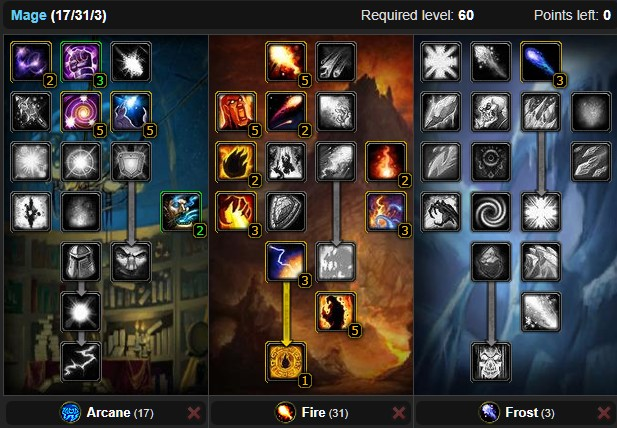 Mage (17/31/3) Required level: 60 Points left: 0
2 3 5 3
5 5 5 2
2 2
2 3 3
3
5
1
Arcane (17) Fire (31) Frost (3)